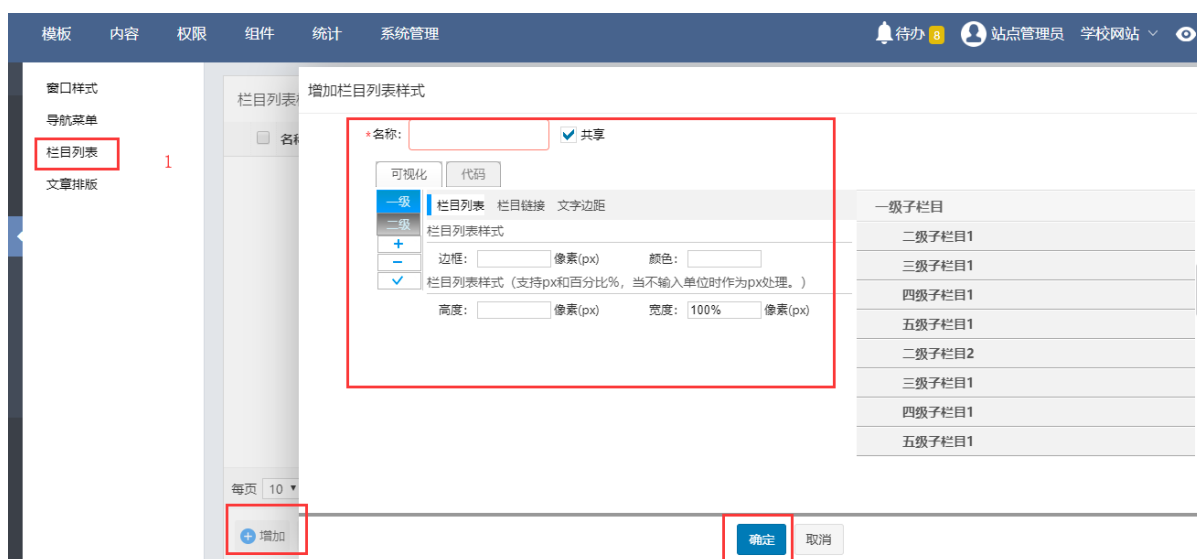 模板 内容 权限 组件 统计 系统管理 待办 8 站点管理员 学校网站
窗口样式
导航菜单
栏目列表
文章排版
1
栏目列表
名称
增加栏目列表样式
*名称: 共享
可视化 代码
一级
二级
栏目列表 栏目链接 文字边距
栏目列表样式
边框: 像素(px) 颜色:
栏目列表样式(支持px和百分比%,当不输入单位时作为px处理。)
高度: 像素(px) 宽度: 100% 像素(px)
一级子栏目
二级子栏目1
三级子栏目1
四级子栏目1
五级子栏目1
二级子栏目2
三级子栏目1
四级子栏目1
五级子栏目1
每页 10
增加
确定 取消